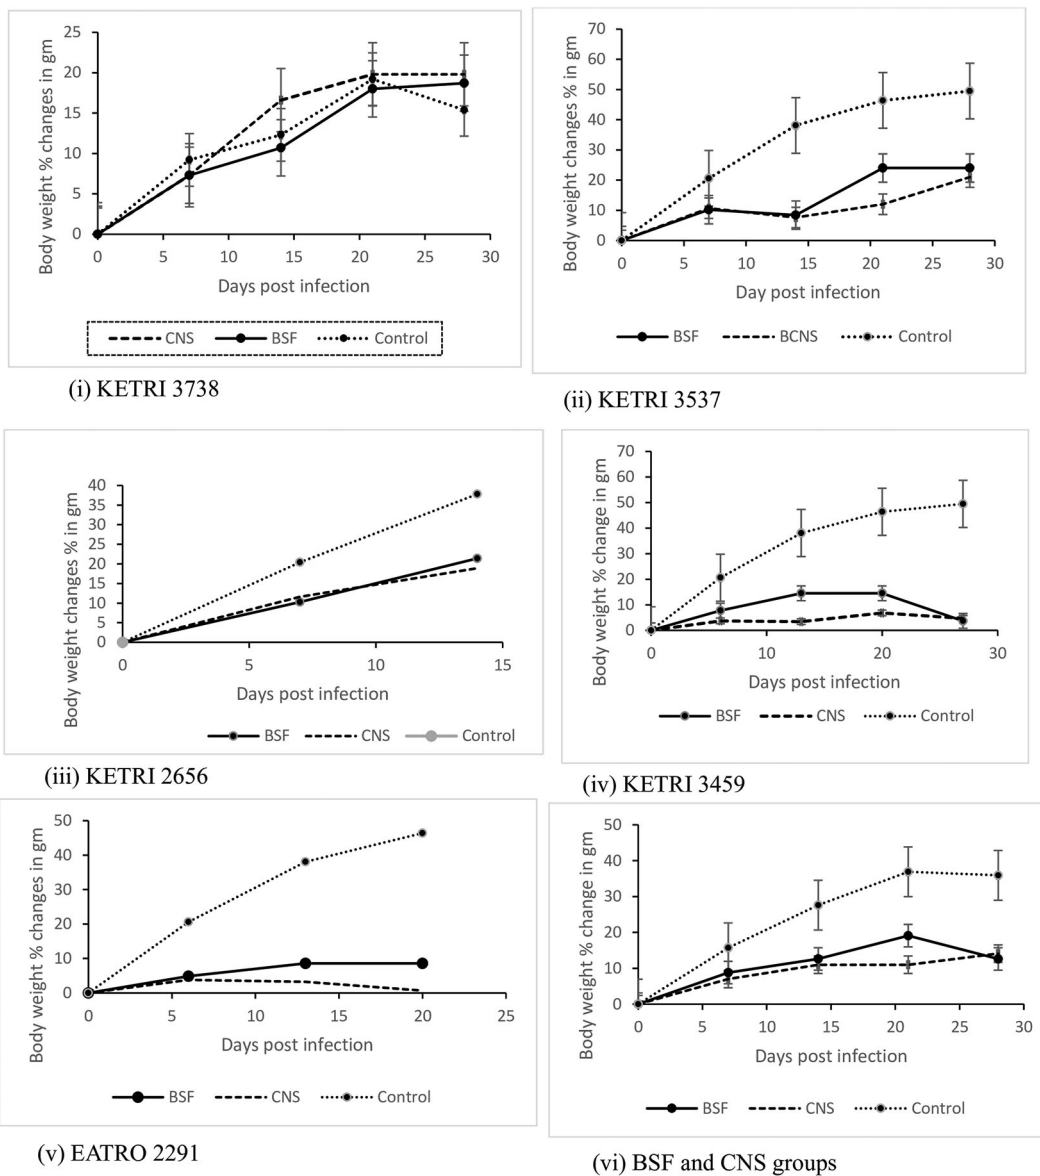 25
20
15
10
5
0
0 5 10 15 20 25 30
Body weight % changes in gm
Days post infection
CNS BSF Control
(i) KETRI 3738
70
60
50
40
30
20
10
0
0 5 10 15 20 25 30
Body weight changes % in gm
Day post infection
BSF BCNS Control
(ii) KETRI 3537
40
35
30
25
20
15
10
5
0
0 5 10 15
Body weight changes % in gm
Days post infection
BSF CNS Control
(iii) KETRI 2656
70
60
50
40
30
20
10
0
0 10 20 30
Body weight % change in gm
Days post infection
BSF CNS Control
(iv) KETRI 3459
50
40
30
20
10
0
0 5 10 15 20 25
Body weight % changes in gm
Days post infection
BSF CNS Control
(v) EATRO 2291
50
40
30
20
10
0
0 5 10 15 20 25 30
Body weight % change in gm
Days post infection
BSF CNS Control
(vi) BSF and CNS groups